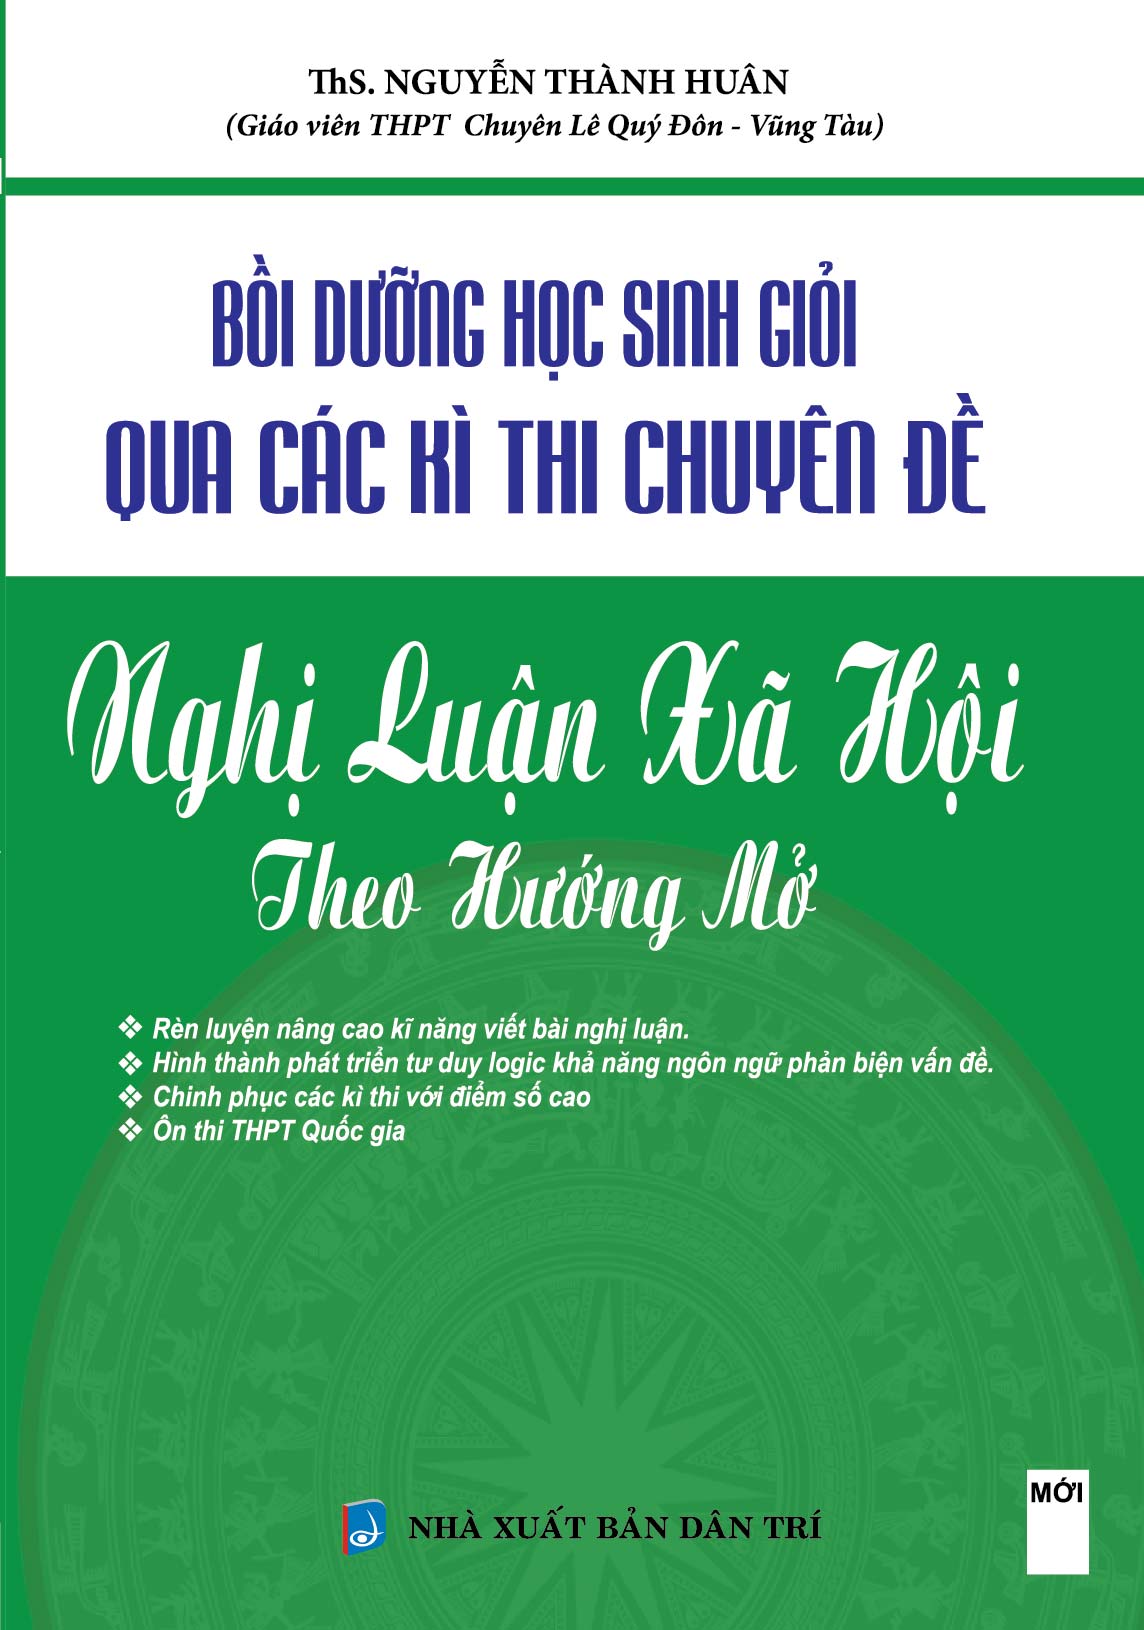 ThS. NGUYỄN THÀNH HUÂN
(Giáo viên THPT Chuyên Lê Quý Đôn - Vũng Tàu)
BỒI DƯỠNG HỌC SINH GIỎI
QUA CÁC KÌ THI CHUYÊN ĐỀ
Nghị Luận Xã Hội
Theo Hướng Mở
❖ Rèn luyện nâng cao kĩ năng viết bài nghị luận.
❖ Hình thành phát triển tư duy logic khả năng ngôn ngữ phản biện vấn đề.
❖ Chinh phục các kì thi với điểm số cao
❖ Ôn thi THPT Quốc gia
MỚI
NHÀ XUẤT BẢN DÂN TRÍ